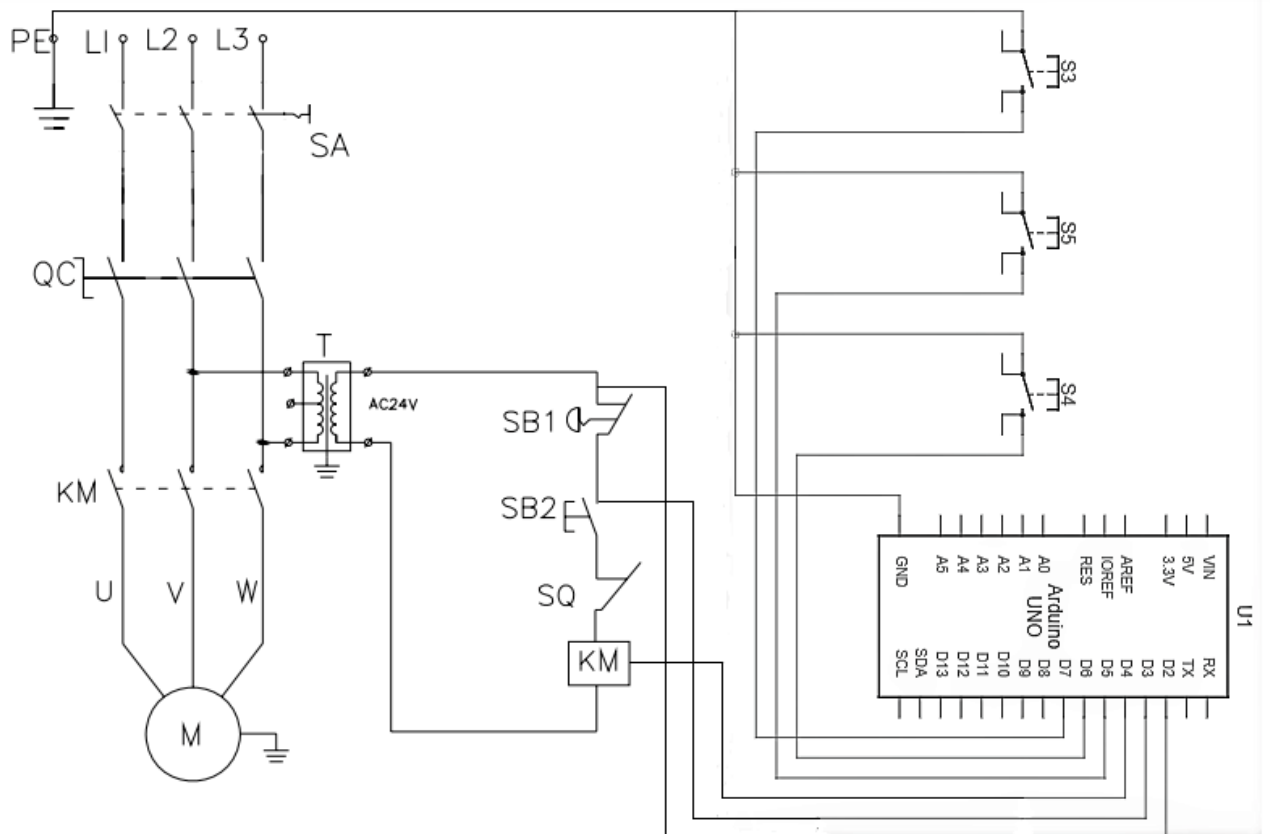 PE L1 L2 L3
SA
QC
T
AC24V
SB1
SB2
SQ
KM
KM
U V W
M
S3
S5
S4
U1
Arduino
UNO
GND
A5
A4
A3
A2
A1
A0
RES
IOREF
AREF
3.3V
5V
VIN
SCL
SDA
D13
D12
D11
D10
D9
D8
D7
D6
D5
D4
D3
D2
TX
RX